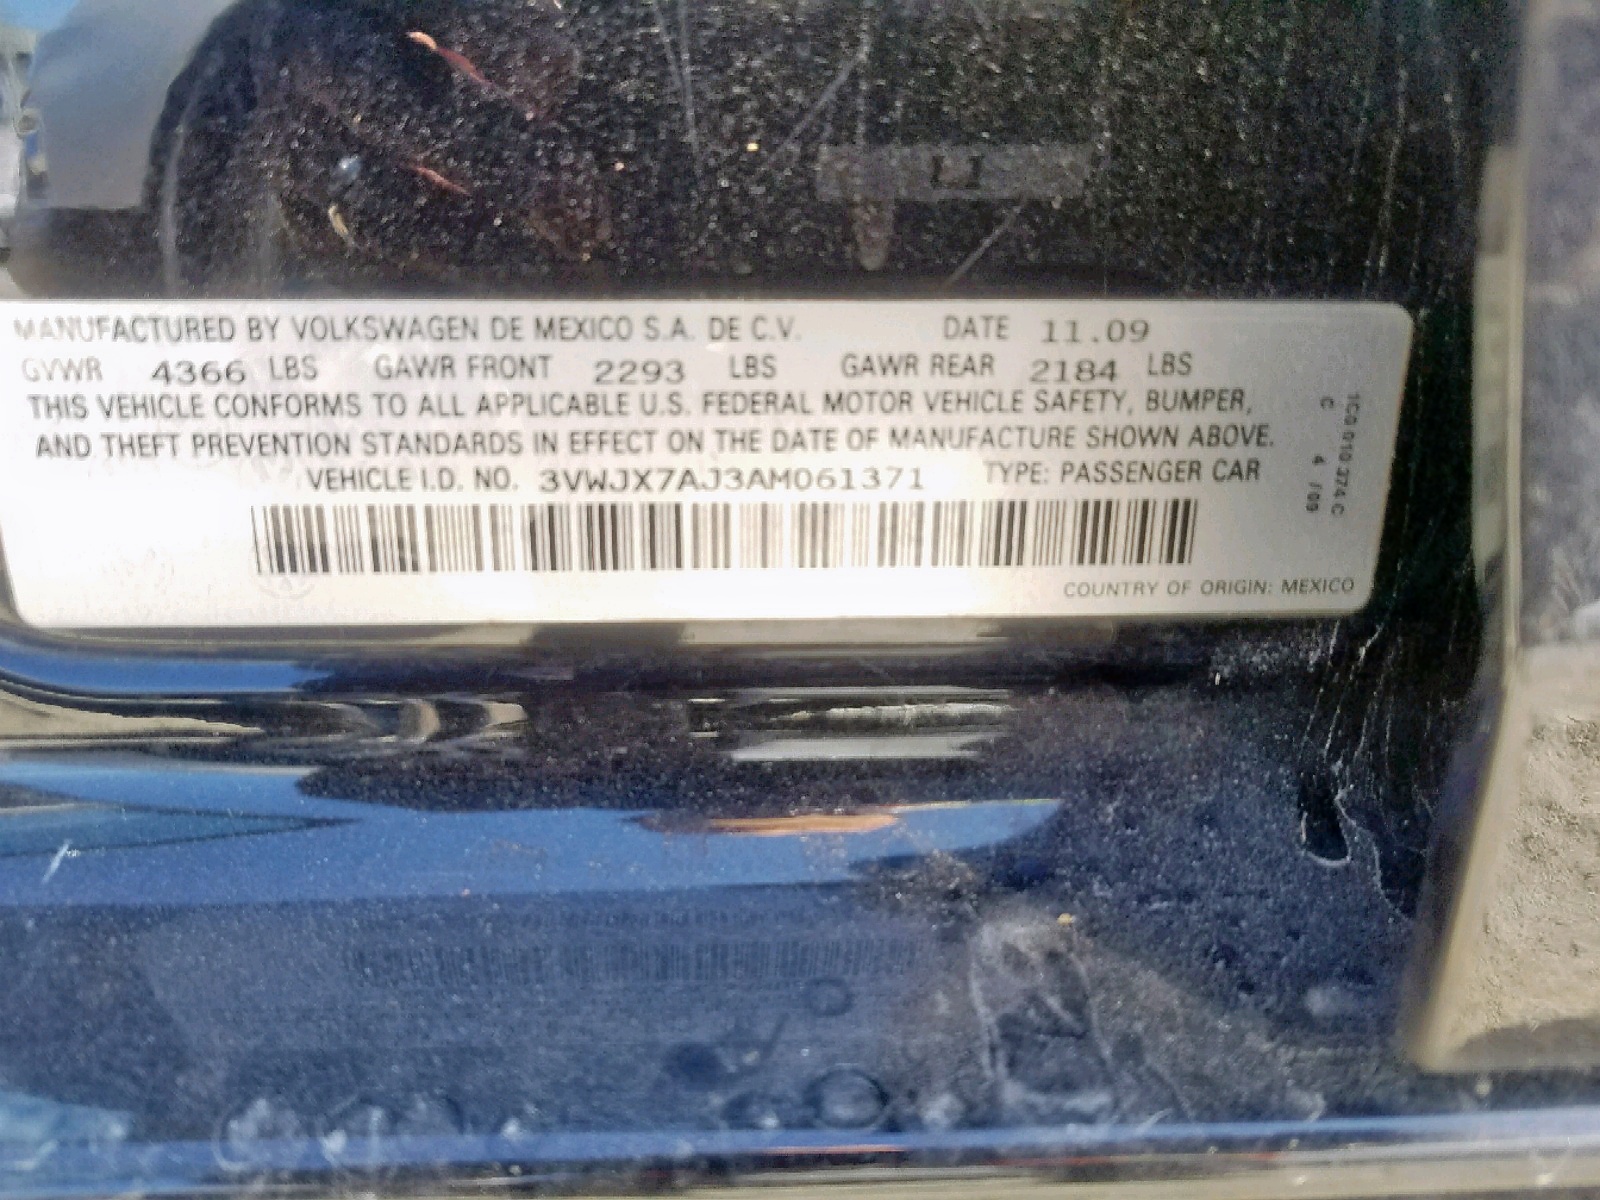 MANUFACTURED BY VOLKSWAGEN DE MEXICO S.A. DE C.V. DATE 11.09
GVWR 4366 LBS GAWR FRONT 2293 LBS GAWR REAR 2184 LBS
THIS VEHICLE CONFORMS TO ALL APPLICABLE U.S. FEDERAL MOTOR VEHICLE SAFETY, BUMPER,
AND THEFT PREVENTION STANDARDS IN EFFECT ON THE DATE OF MANUFACTURE SHOWN ABOVE.
VEHICLE I.D. NO. 3VWJX7AJ3AM061371 TYPE: PASSENGER CAR
COUNTRY OF ORIGIN: MEXICO
C 4 /09